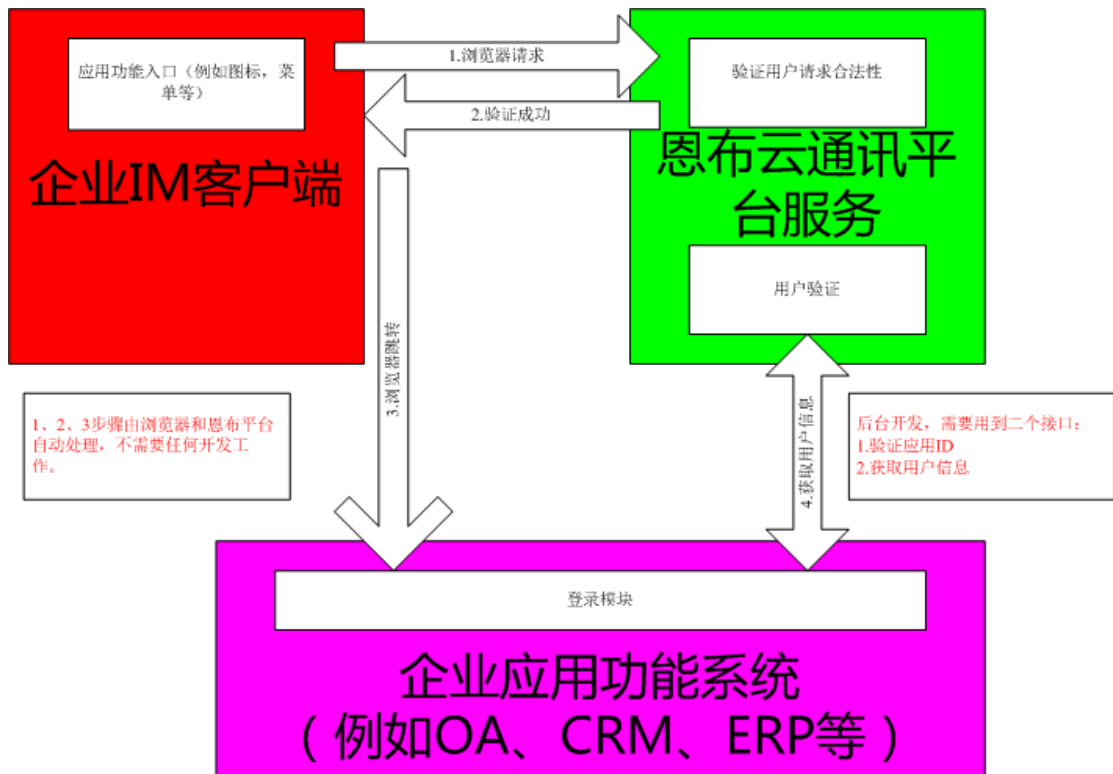 应用功能入口（例如图标，菜
单等）
企业IM客户端
1.浏览器请求
2.验证成功
验证用户请求合法性
恩布云通讯平
台服务
用户验证
3.浏览器跳转
1、2、3步骤由浏览器和恩布平台
自动处理，不需要任何开发工
作。
4.获取用户信息
后台开发，需要用到二个接口：
1.验证应用ID
2.获取用户信息
登录模块
企业应用功能系统
（例如OA、CRM、ERP等）